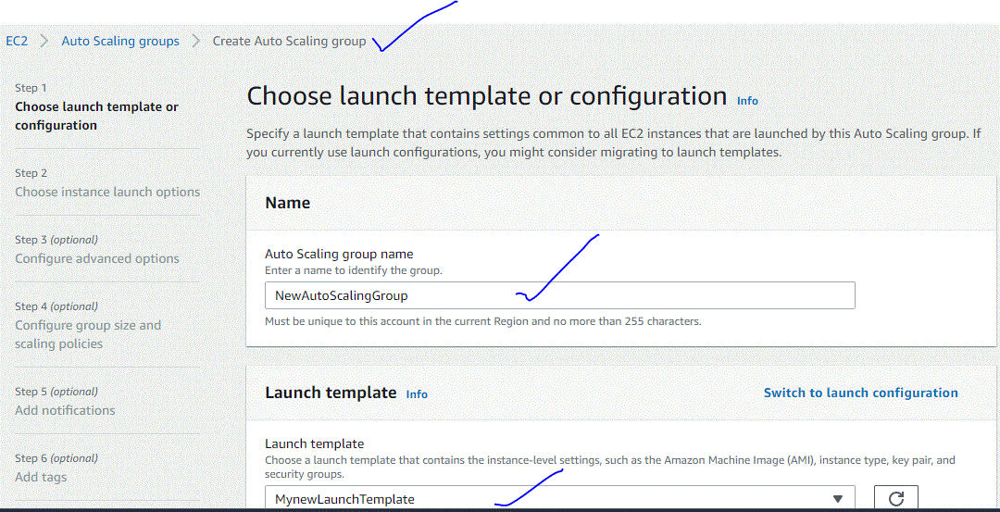 EC2 > Auto Scaling groups > Create Auto Scaling group
Step 1
Choose launch template or
configuration
Step 2
Choose instance launch options
Step 3 (optional)
Configure advanced options
Step 4 (optional)
Configure group size and
scaling policies
Step 5 (optional)
Add notifications
Step 6 (optional)
Add tags
Choose launch template or configuration Info
Specify a launch template that contains settings common to all EC2 instances that are launched by this Auto Scaling group. If
you currently use launch configurations, you might consider migrating to launch templates.
Name
Auto Scaling group name
Enter a name to identify the group.
NewAutoScalingGroup
Must be unique to this account in the current Region and no more than 255 characters.
Launch template Info
Switch to launch configuration
Launch template
Choose a launch template that contains the instance-level settings, such as the Amazon Machine Image (AMI), instance type, key pair, and
security groups.
MynewLaunchTemplate